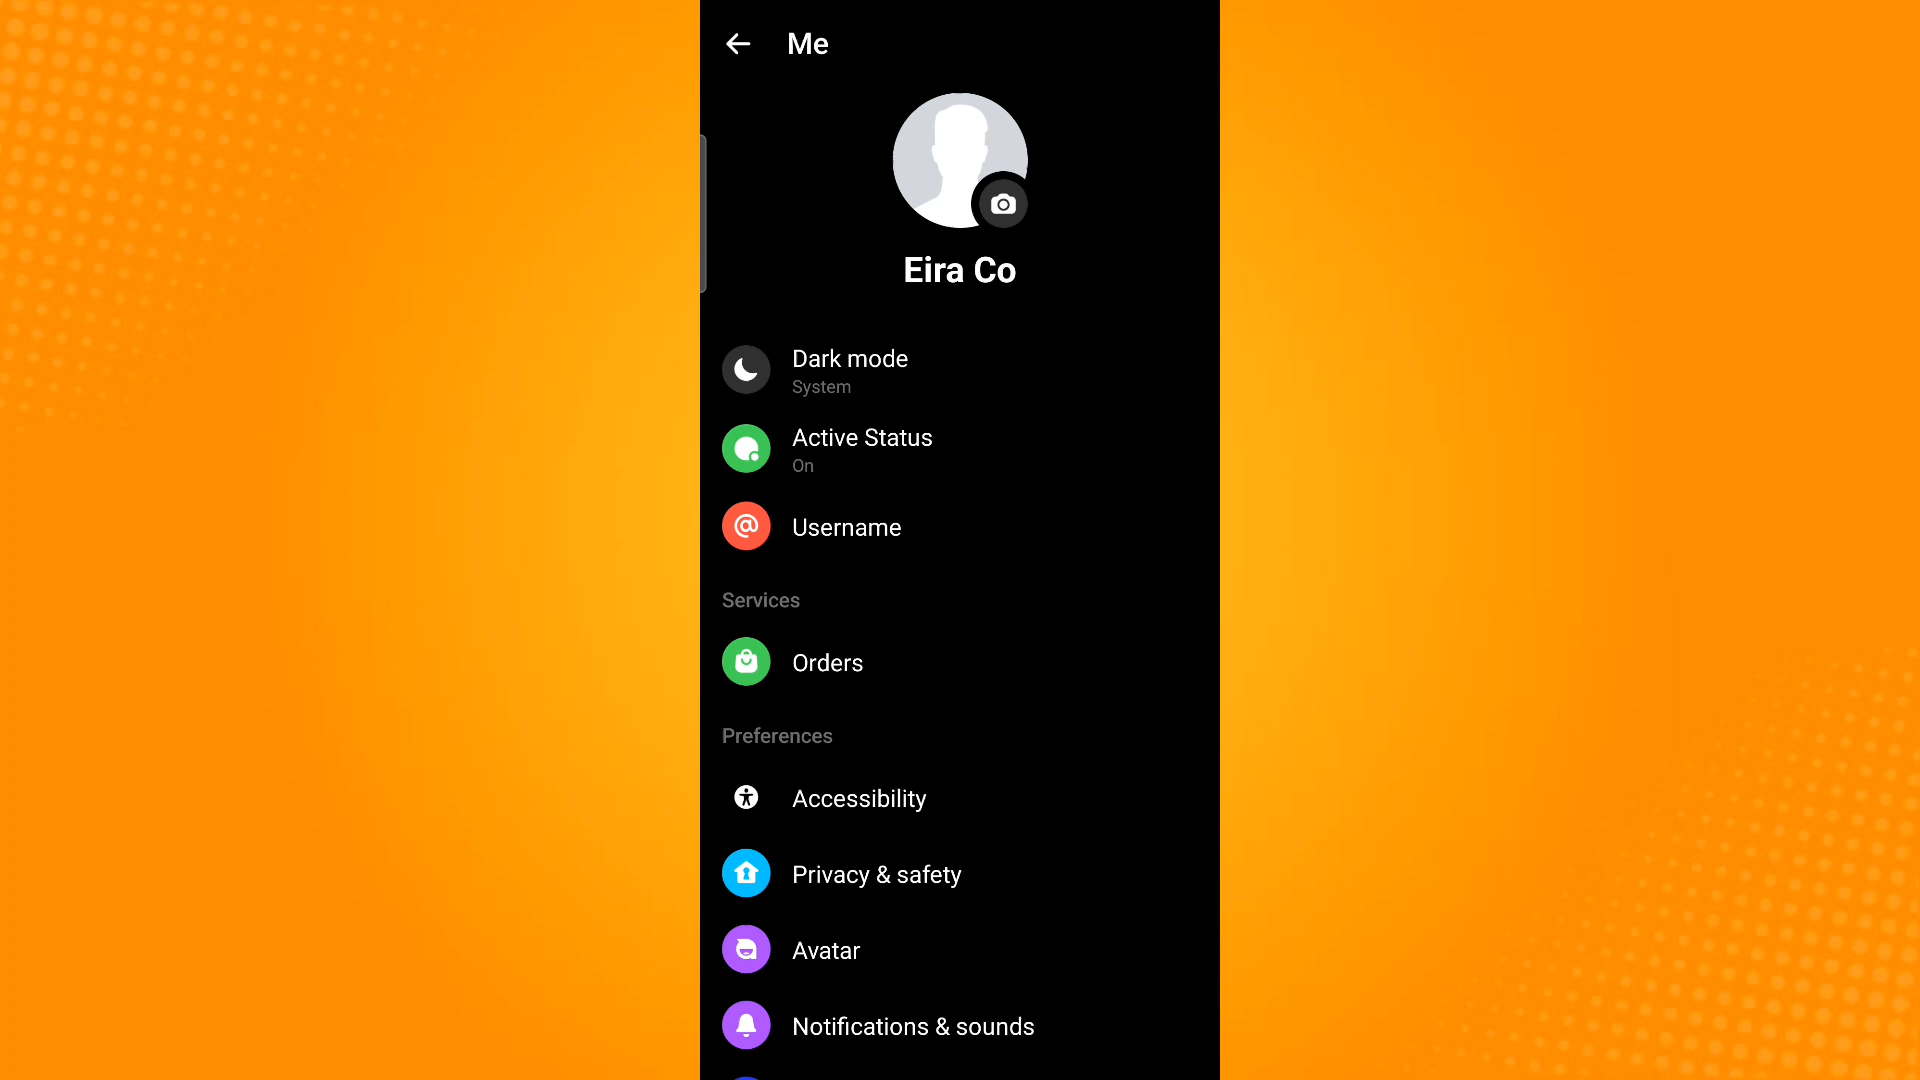 Me
Eira Co
Dark mode
System
Active Status
On
Username
Services
Orders
Preferences
Accessibility
Privacy & safety
Avatar
Notifications & sounds